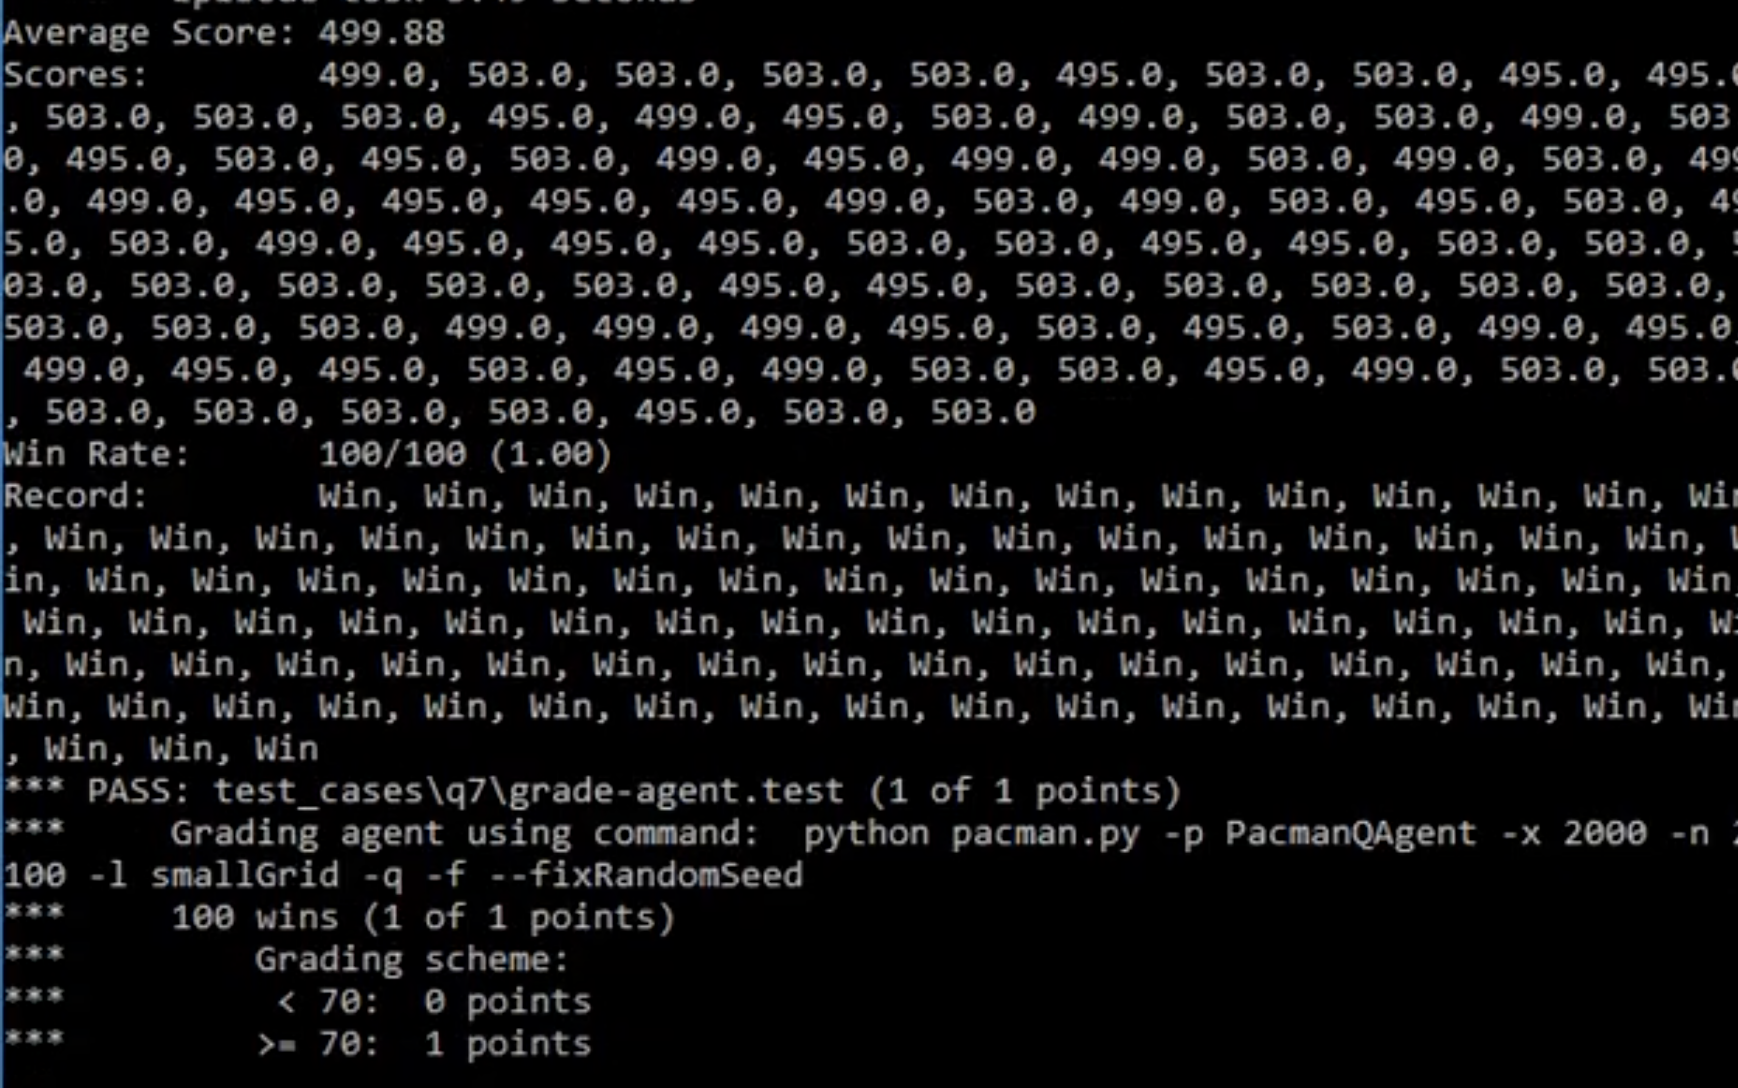 Average Score: 499.88
Scores:        499.0, 503.0, 503.0, 503.0, 503.0, 495.0, 503.0, 503.0, 495.0, 495.0
, 503.0, 503.0, 503.0, 495.0, 499.0, 495.0, 503.0, 499.0, 503.0, 503.0, 499.0, 503
0, 495.0, 503.0, 495.0, 503.0, 499.0, 495.0, 499.0, 499.0, 503.0, 499.0, 503.0, 499
.0, 499.0, 495.0, 495.0, 495.0, 495.0, 499.0, 503.0, 499.0, 503.0, 495.0, 503.0, 49
5.0, 503.0, 499.0, 495.0, 495.0, 495.0, 503.0, 503.0, 495.0, 495.0, 503.0, 503.0,
03.0, 503.0, 503.0, 503.0, 503.0, 495.0, 495.0, 503.0, 503.0, 503.0, 503.0, 503.0,
503.0, 503.0, 503.0, 499.0, 499.0, 499.0, 495.0, 503.0, 495.0, 503.0, 499.0, 495.0
499.0, 495.0, 495.0, 503.0, 495.0, 499.0, 503.0, 503.0, 495.0, 499.0, 503.0, 503.0
, 503.0, 503.0, 503.0, 503.0, 495.0, 503.0, 503.0
Win Rate:      100/100 (1.00)
Record:        Win, Win, Win, Win, Win, Win, Win, Win, Win, Win, Win, Win, Win, Win
, Win, Win, Win, Win, Win, Win, Win, Win, Win, Win, Win, Win, Win, Win, Win, Win,
in, Win, Win, Win, Win, Win, Win, Win, Win, Win, Win, Win, Win, Win, Win, Win, Win,
Win, Win, Win, Win, Win, Win, Win, Win, Win, Win, Win, Win, Win, Win, Win, Win, Wi
n, Win, Win, Win, Win, Win, Win, Win, Win, Win, Win, Win, Win, Win, Win, Win, Win,
Win, Win, Win, Win, Win, Win, Win, Win, Win, Win, Win, Win, Win, Win, Win, Win, Win
, Win, Win, Win
*** PASS: test_cases\q7\grade-agent.test (1 of 1 points)
***     Grading agent using command:  python pacman.py -p PacmanQAgent -x 2000 -n 2
100 -l smallGrid -q -f --fixRandomSeed
***     100 wins (1 of 1 points)
***         Grading scheme:
***          < 70:  0 points
***         >= 70:  1 points